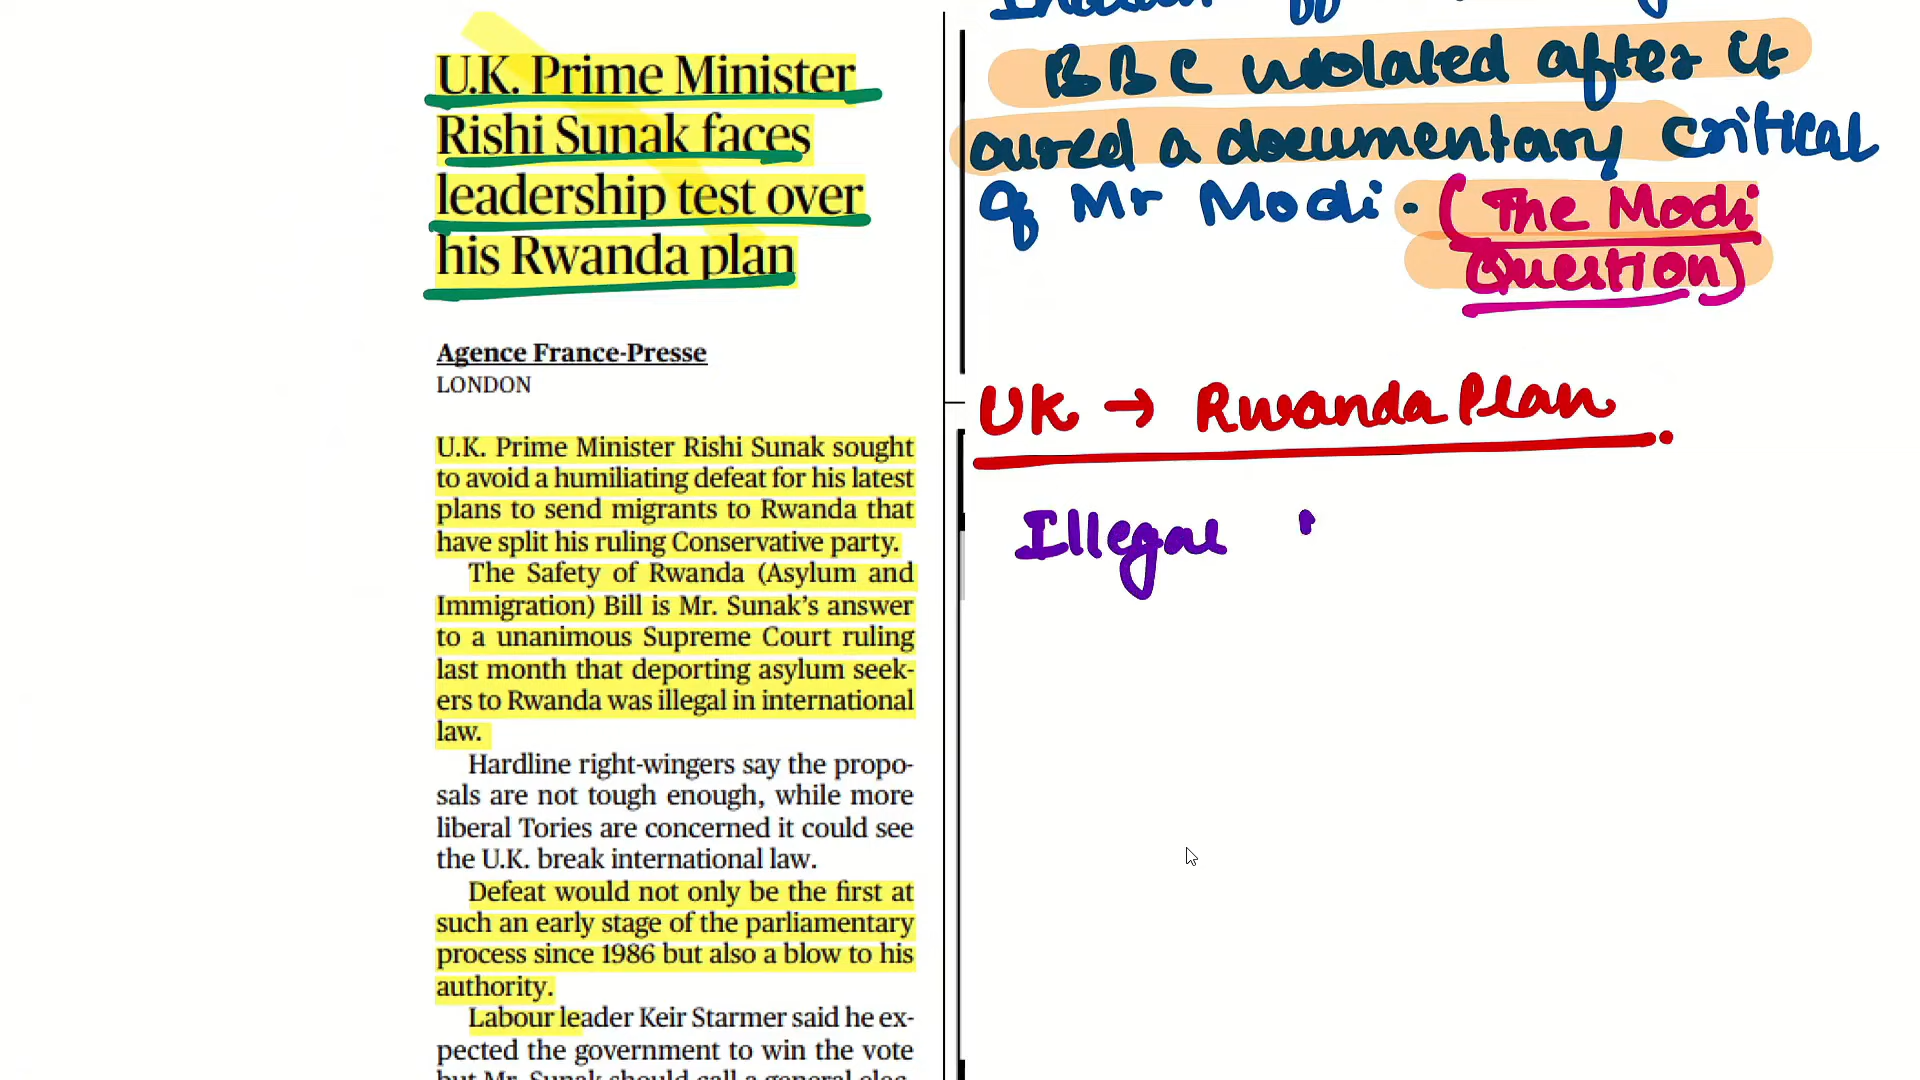 U.K. Prime Minister
Rishi Sunak faces
leadership test over
his Rwanda plan
Agence France-Presse
LONDON
U.K. Prime Minister Rishi Sunak sought
to avoid a humiliating defeat for his latest
plans to send migrants to Rwanda that
have split his ruling Conservative party.
The Safety of Rwanda (Asylum and
Immigration) Bill is Mr. Sunak’s answer
to a unanimous Supreme Court ruling
last month that deporting asylum seek-
ers to Rwanda was illegal in international
law.
Hardline right-wingers say the propo-
sals are not tough enough, while more
liberal Tories are concerned it could see
the U.K. break international law.
Defeat would not only be the first at
such an early stage of the parliamentary
process since 1986 but also a blow to his
authority.
Labour leader Keir Starmer said he ex-
pected the government to win the vote
but Mr. Sunak should call a general elec-
BBC violated after it
aired a documentary critical
of Mr Modi. (The Modi
Question)
UK → Rwanda Plan
Illegal